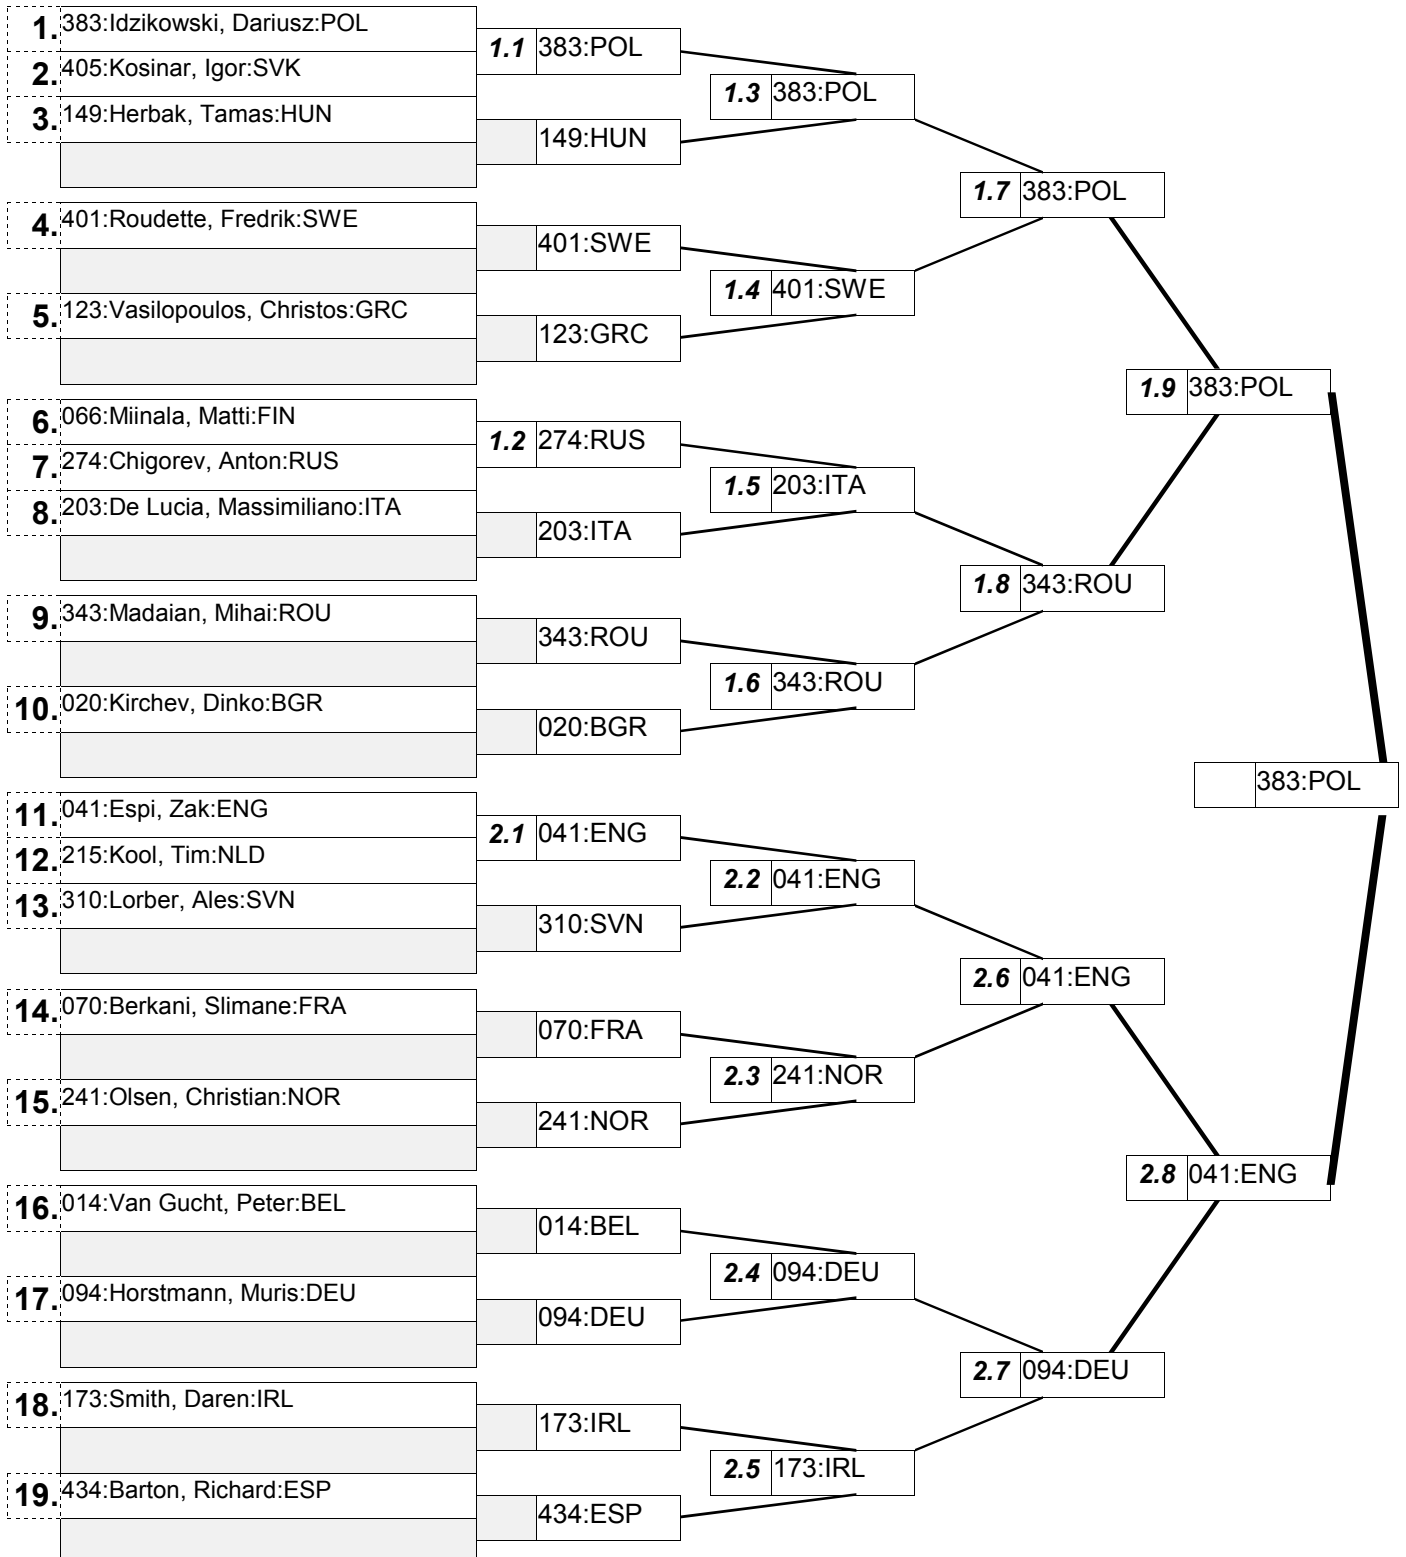 1. 383:Idzikowski, Dariusz:POL
2. 405:Kosinar, Igor:SVK
3. 149:Herbak, Tamas:HUN
4. 401:Roudette, Fredrik:SWE
5. 123:Vasilopoulos, Christos:GRC
6. 066:Miinala, Matti:FIN
7. 274:Chigorev, Anton:RUS
8. 203:De Lucia, Massimiliano:ITA
9. 343:Madaian, Mihai:ROU
10. 020:Kirchev, Dinko:BGR
11. 041:Espi, Zak:ENG
12. 215:Kool, Tim:NLD
13. 310:Lorber, Ales:SVN
14. 070:Berkani, Slimane:FRA
15. 241:Olsen, Christian:NOR
16. 014:Van Gucht, Peter:BEL
17. 094:Horstmann, Muris:DEU
18. 173:Smith, Daren:IRL
19. 434:Barton, Richard:ESP
1.1 383:POL
149:HUN
401:SWE
123:GRC
1.2 274:RUS
203:ITA
343:ROU
020:BGR
2.1 041:ENG
310:SVN
070:FRA
241:NOR
014:BEL
094:DEU
173:IRL
434:ESP
1.3 383:POL
1.4 401:SWE
1.5 203:ITA
1.6 343:ROU
2.2 041:ENG
2.3 241:NOR
2.4 094:DEU
2.5 173:IRL
1.7 383:POL
1.8 343:ROU
2.6 041:ENG
2.7 094:DEU
1.9 383:POL
2.8 041:ENG
383:POL